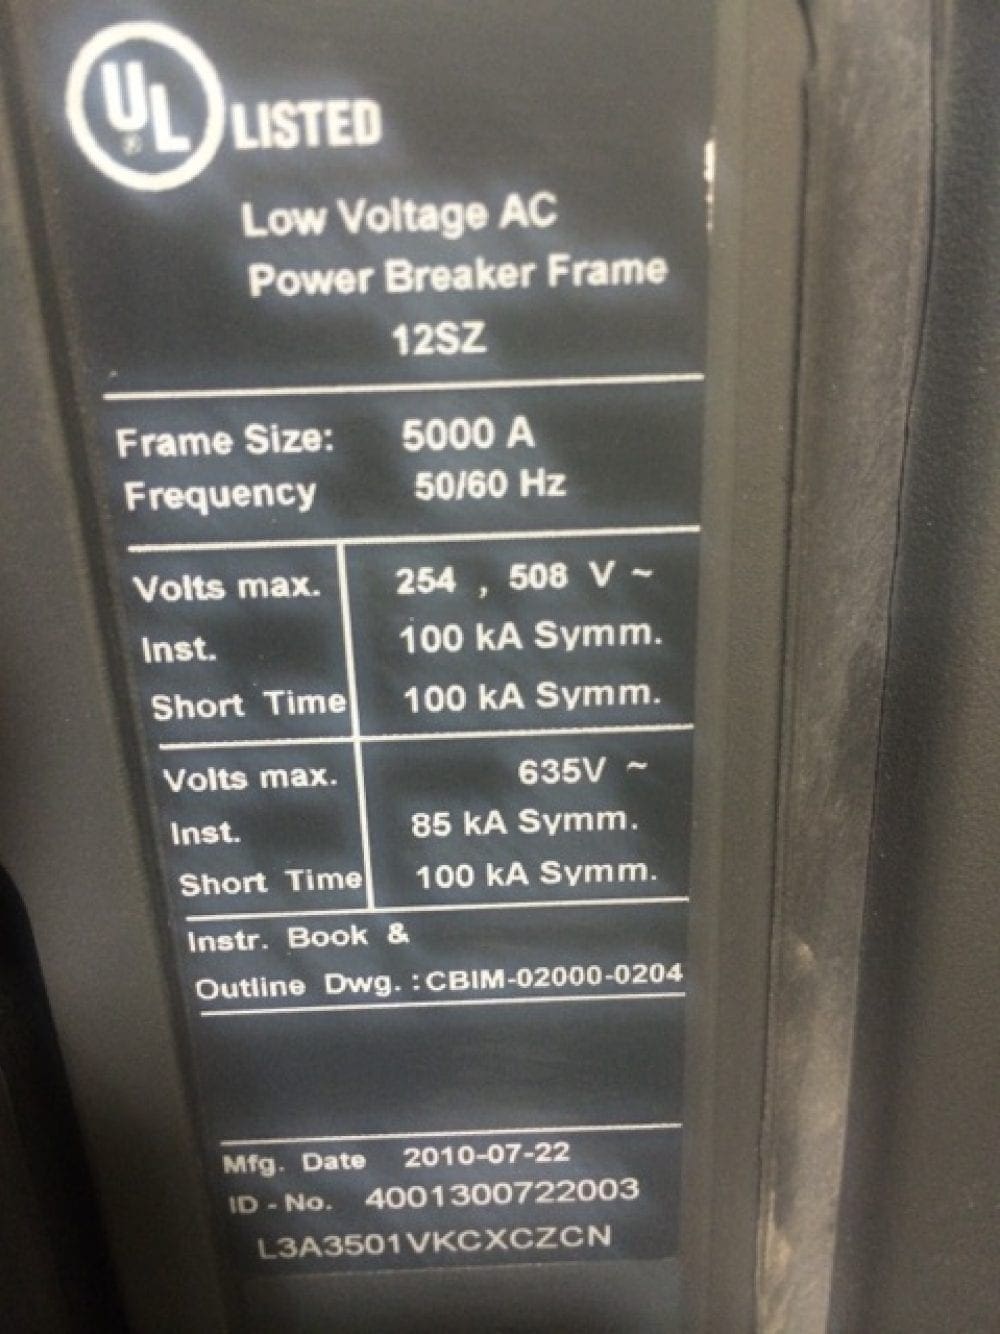 UL LISTED
Low Voltage AC
Power Breaker Frame
12SZ
Frame Size: 5000 A
Frequency 50/60 Hz
Volts max. 254 , 508 V ~
Inst. 100 kA Symm.
Short Time 100 kA Symm.
Volts max. 635V ~
Inst. 85 kA Symm.
Short Time 100 kA Symm.
Instr. Book &
Outline Dwg. : CBIM-02000-0204
Mfg. Date 2010-07-22
ID - No. 4001300722003
L3A3501VKCXCZCN